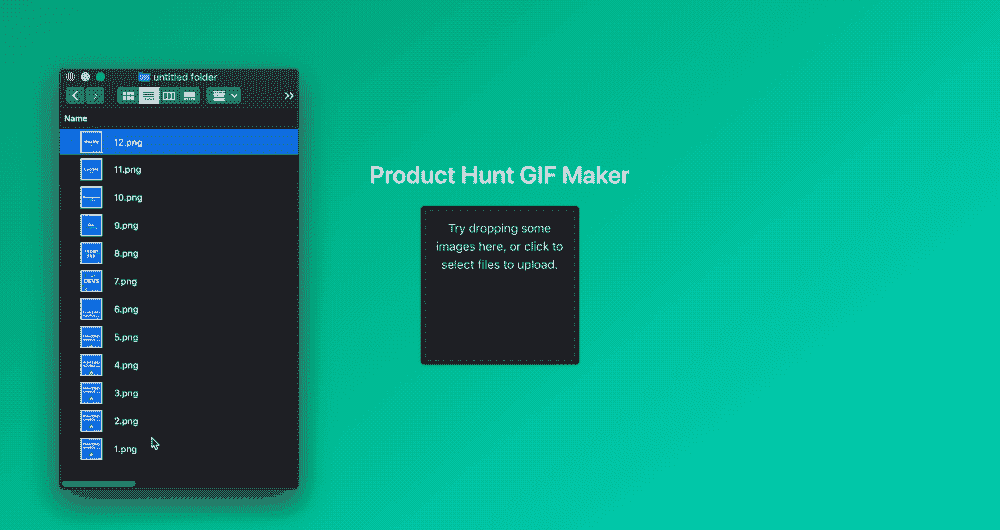 untitled folder
Name
12.png
11.png
10.png
9.png
8.png
7.png
6.png
5.png
4.png
3.png
2.png
1.png
Product Hunt GIF Maker
Try dropping some
images here, or click to
select files to upload.